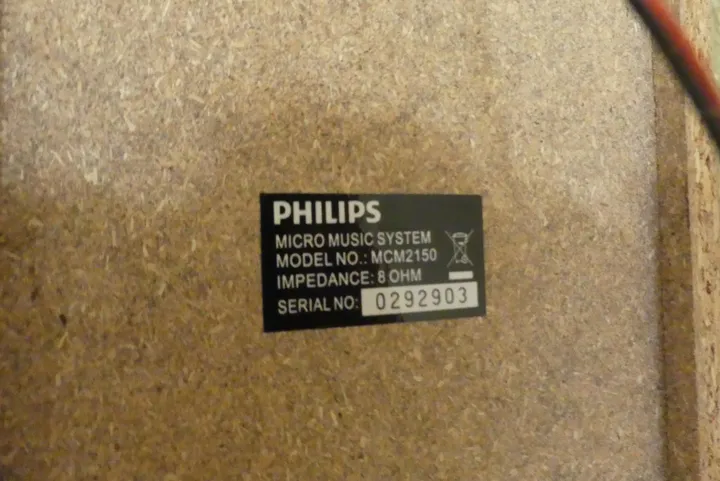 PHILIPS
MICRO MUSIC SYSTEM
MODEL NO.: MCM2150
IMPEDANCE: 8 OHM
SERIAL NO: 0292903